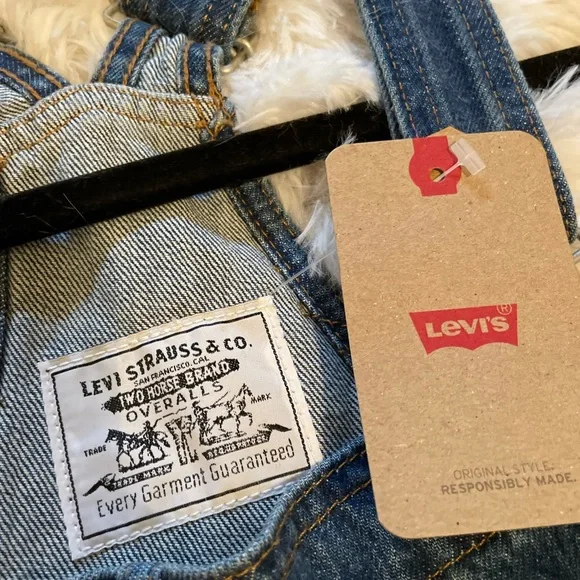 LEVI STRAUSS & CO.
SAN FRANCISCO, CAL
TWO HORSE BRAND
OVERALLS
TRADE MARK
TRADE MARK REGISTERED
Every Garment Guaranteed
LEVI'S®
ORIGINAL STYLE.
RESPONSIBLY MADE.